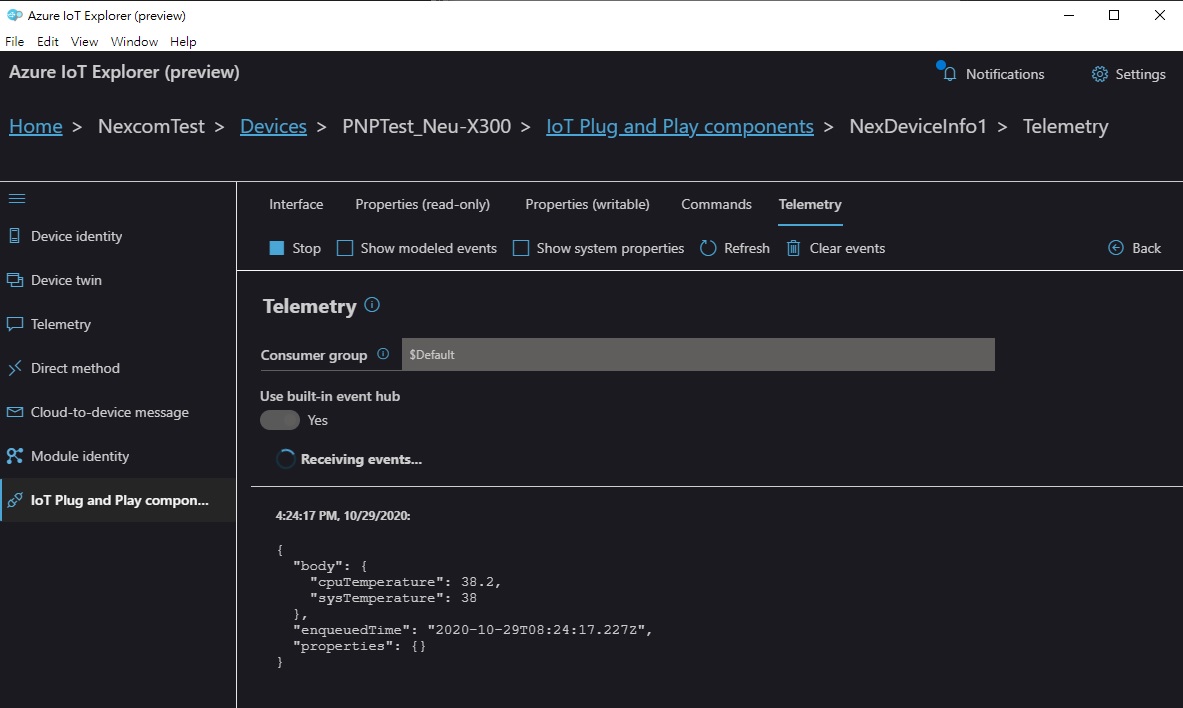 Azure IoT Explorer (preview)
File Edit View Window Help
Azure IoT Explorer (preview)
Notifications
Settings
Home > NexcomTest > Devices > PNPTest_Neu-X300 > IoT Plug and Play components > NexDeviceInfo1 > Telemetry
Device identity
Device twin
Telemetry
Direct method
Cloud-to-device message
Module identity
IoT Plug and Play compon...
Interface Properties (read-only) Properties (writable) Commands Telemetry
Stop Show modeled events Show system properties Refresh Clear events Back
Telemetry
Consumer group $Default
Use built-in event hub
Yes
Receiving events...
4:24:17 PM, 10/29/2020:
{
"body": {
"cpuTemperature": 38.2,
"sysTemperature": 38
},
"enqueuedTime": "2020-10-29T08:24:17.227Z",
"properties": {}
}